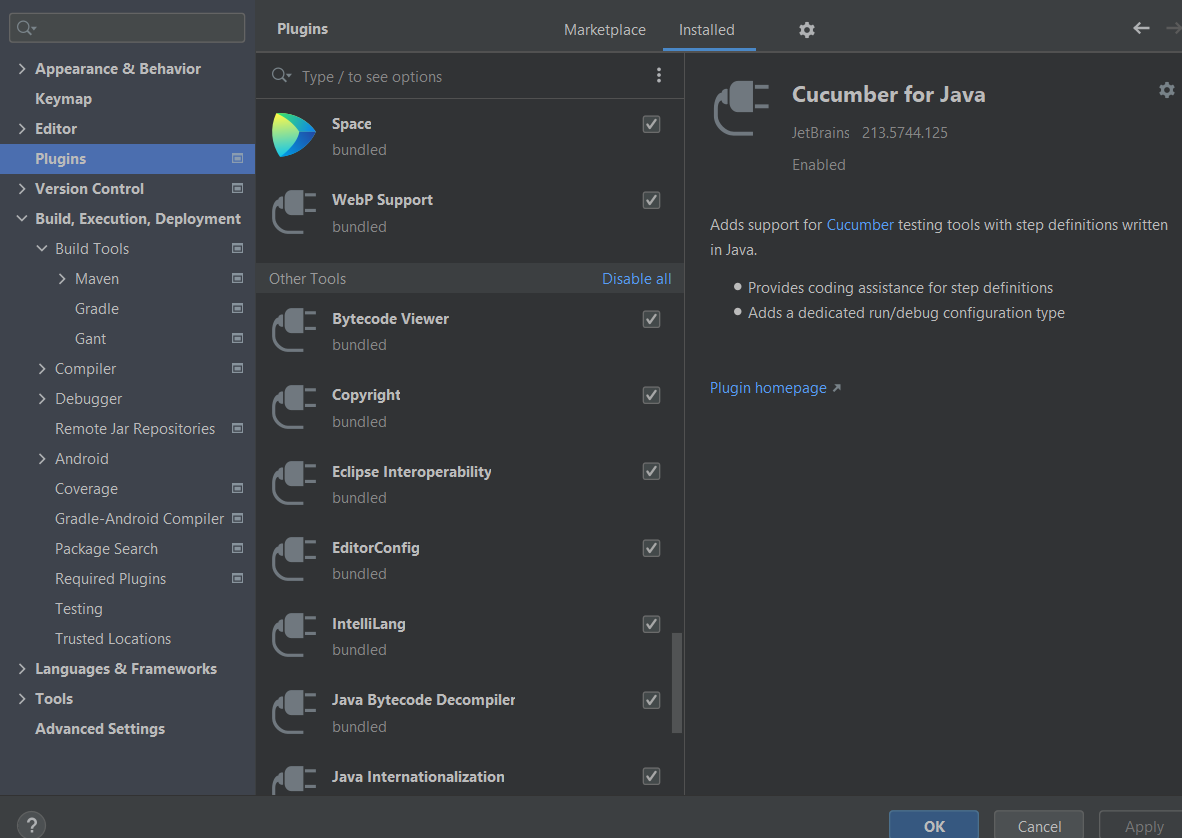 Appearance & Behavior
Keymap
Editor
Plugins
Version Control
Build, Execution, Deployment
Build Tools
Maven
Gradle
Gant
Compiler
Debugger
Remote Jar Repositories
Android
Coverage
Gradle-Android Compiler
Package Search
Required Plugins
Testing
Trusted Locations
Languages & Frameworks
Tools
Advanced Settings
?
Plugins
Marketplace
Installed
Type / to see options
Space
bundled
WebP Support
bundled
Other Tools
Disable all
Bytecode Viewer
bundled
Copyright
bundled
Eclipse Interoperability
bundled
EditorConfig
bundled
IntelliLang
bundled
Java Bytecode Decompiler
bundled
Java Internationalization
Cucumber for Java
JetBrains 213.5744.125
Enabled
Adds support for Cucumber testing tools with step definitions written
in Java.
Provides coding assistance for step definitions
Adds a dedicated run/debug configuration type
Plugin homepage
OK
Cancel
Apply